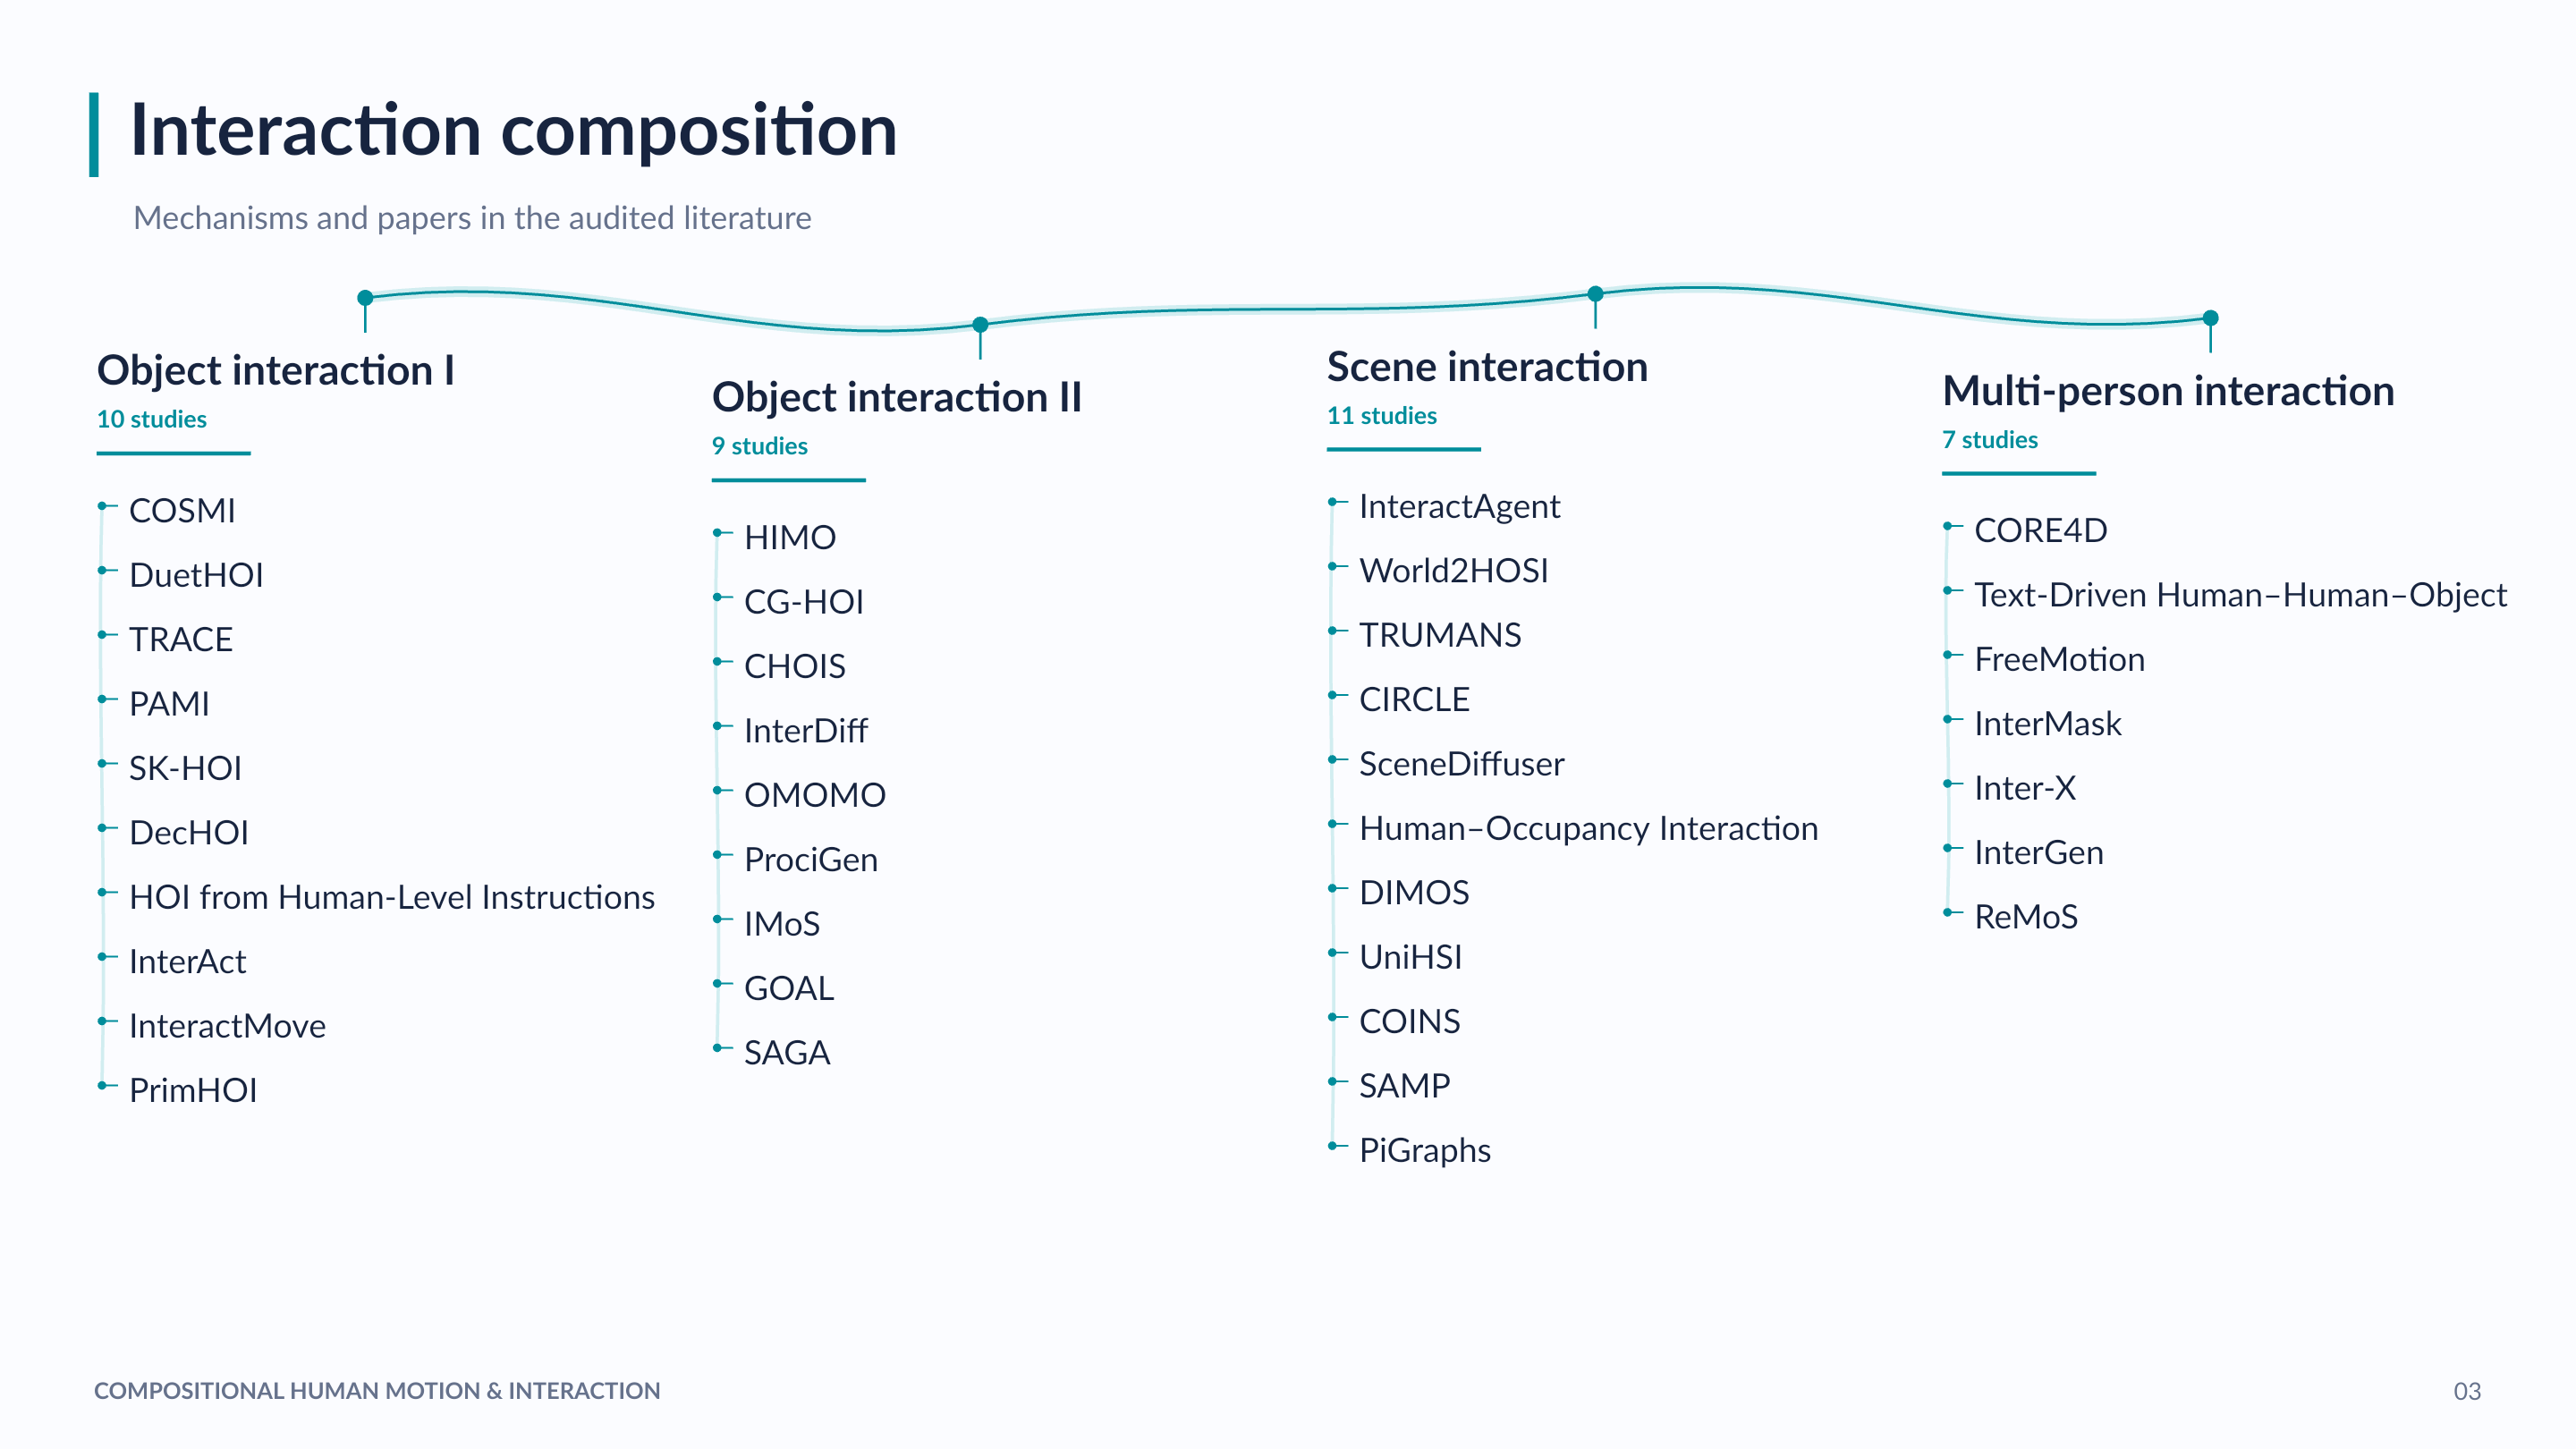 Interaction composition
Mechanisms and papers in the audited literature
Object interaction I
10 studies
COSMI
DuetHOI
TRACE
PAMI
SK-HOI
DecHOI
HOI from Human-Level Instructions
InterAct
InteractMove
PrimHOI
Object interaction II
9 studies
HIMO
CG-HOI
CHOIS
InterDiff
OMOMO
ProciGen
IMoS
GOAL
SAGA
Scene interaction
11 studies
InteractAgent
World2HOSI
TRUMANS
CIRCLE
SceneDiffuser
Human–Occupancy Interaction
DIMOS
UniHSI
COINS
SAMP
PiGraphs
Multi-person interaction
7 studies
CORE4D
Text-Driven Human–Human–Object
FreeMotion
InterMask
Inter-X
InterGen
ReMoS
COMPOSITIONAL HUMAN MOTION & INTERACTION
03